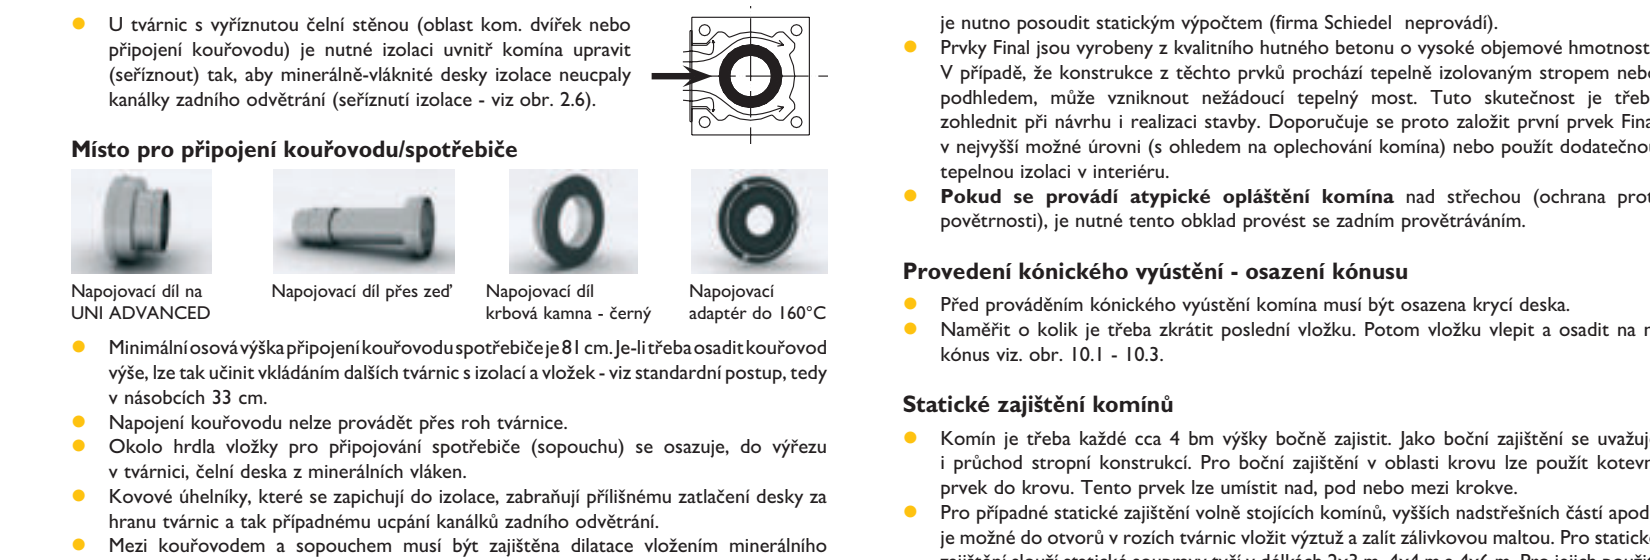 U tvárnic s vyříznutou čelní stěnou (oblast kom. dvířek nebo
připojení kouřovodu) je nutné izolaci uvnitř komína upravit
(seříznout) tak, aby minerálně-vláknité desky izolace neucpaly
kanálky zadního odvětrání (seříznutí izolace - viz obr. 2.6).
Místo pro připojení kouřovodu/spotřebiče
Napojovací díl na
UNI ADVANCED
Napojovací díl přes zeď
Napojovací díl
krbová kamna - černý
Napojovací
adaptér do 160°C
Minimální osová výška připojení kouřovodu spotřebiče je 81 cm. Je-li třeba osadit kouřovod
výše, lze tak učinit vkládáním dalších tvárnic s izolací a vložek - viz standardní postup, tedy
v násobcích 33 cm.
Napojení kouřovodu nelze provádět přes roh tvárnice.
Okolo hrdla vložky pro připojování spotřebiče (sopouchu) se osazuje, do výřezu
v tvárnici, čelní deska z minerálních vláken.
Kovové úhelníky, které se zapichují do izolace, zabraňují přílišnému zatlačení desky za
hranu tvárnic a tak případnému ucpání kanálků zadního odvětrání.
Mezi kouřovodem a sopouchem musí být zajištěna dilatace vložením minerálního
je nutno posoudit statickým výpočtem (firma Schiedel neprovádí).
Prvky Final jsou vyrobeny z kvalitního hutného betonu o vysoké objemové hmotnost
V případě, že konstrukce z těchto prvků prochází tepelně izolovaným stropem nebo
podhledem, může vzniknout nežádoucí tepelný most. Tuto skutečnost je třeb
zohlednit při návrhu i realizaci stavby. Doporučuje se proto založit první prvek Fina
v nejvyšší možné úrovni (s ohledem na oplechování komína) nebo použít dodatečnou
tepelnou izolaci v interiéru.
Pokud se provádí atypické opláštění komína nad střechou (ochrana prot
povětrnosti), je nutné tento obklad provést se zadním provětráváním.
Provedení kónického vyústění - osazení kónusu
Před prováděním kónického vyústění komína musí být osazena krycí deska.
Naměřit o kolik je třeba zkrátit poslední vložku. Potom vložku vlepit a osadit na n
kónus viz. obr. 10.1 - 10.3.
Statické zajištění komínů
Komín je třeba každé cca 4 bm výšky bočně zajistit. Jako boční zajištění se uvažuj
i průchod stropní konstrukcí. Pro boční zajištění v oblasti krovu lze použít kotevn
prvek do krovu. Tento prvek lze umístit nad, pod nebo mezi krokve.
Pro případné statické zajištění volně stojících komínů, vyšších nadstřešních částí apod.
je možné do otvorů v rozích tvárnic vložit výztuž a zalít zálivkovou maltou. Pro statick